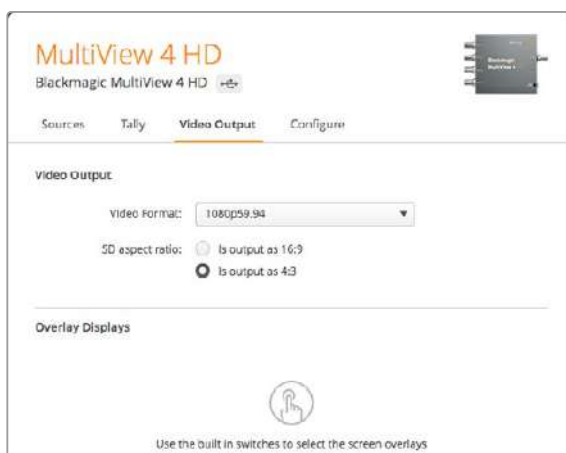 MultiView 4 HD
Blackmagic MultiView 4 HD
Sources Tally Video Output Configure
Video Output
Video Format: 1080p59.94
SD aspect ratio: Is output as 16:9
Is output as 4:3
Overlay Displays
Use the built in switches to select the screen overlays